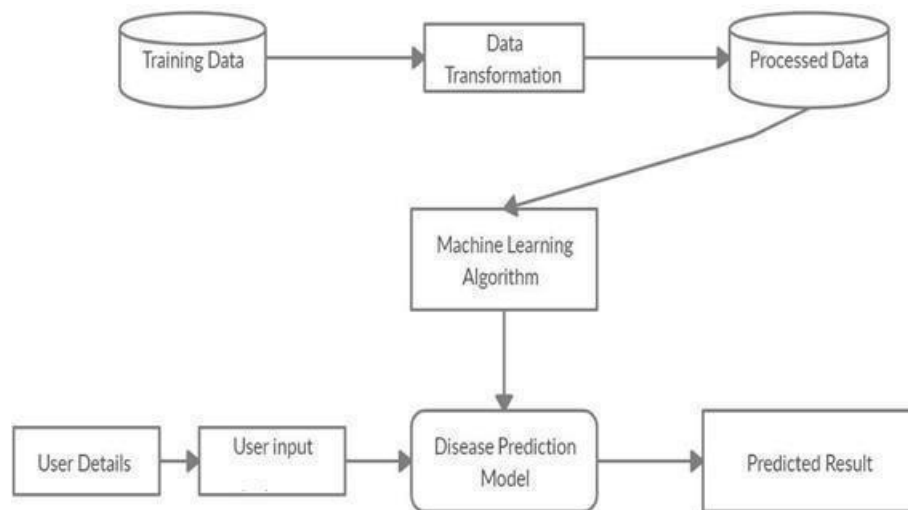 Training Data
Data
Transformation
Processed Data
Machine Learning
Algorithm
User Details
User input
Disease Prediction
Model
Predicted Result